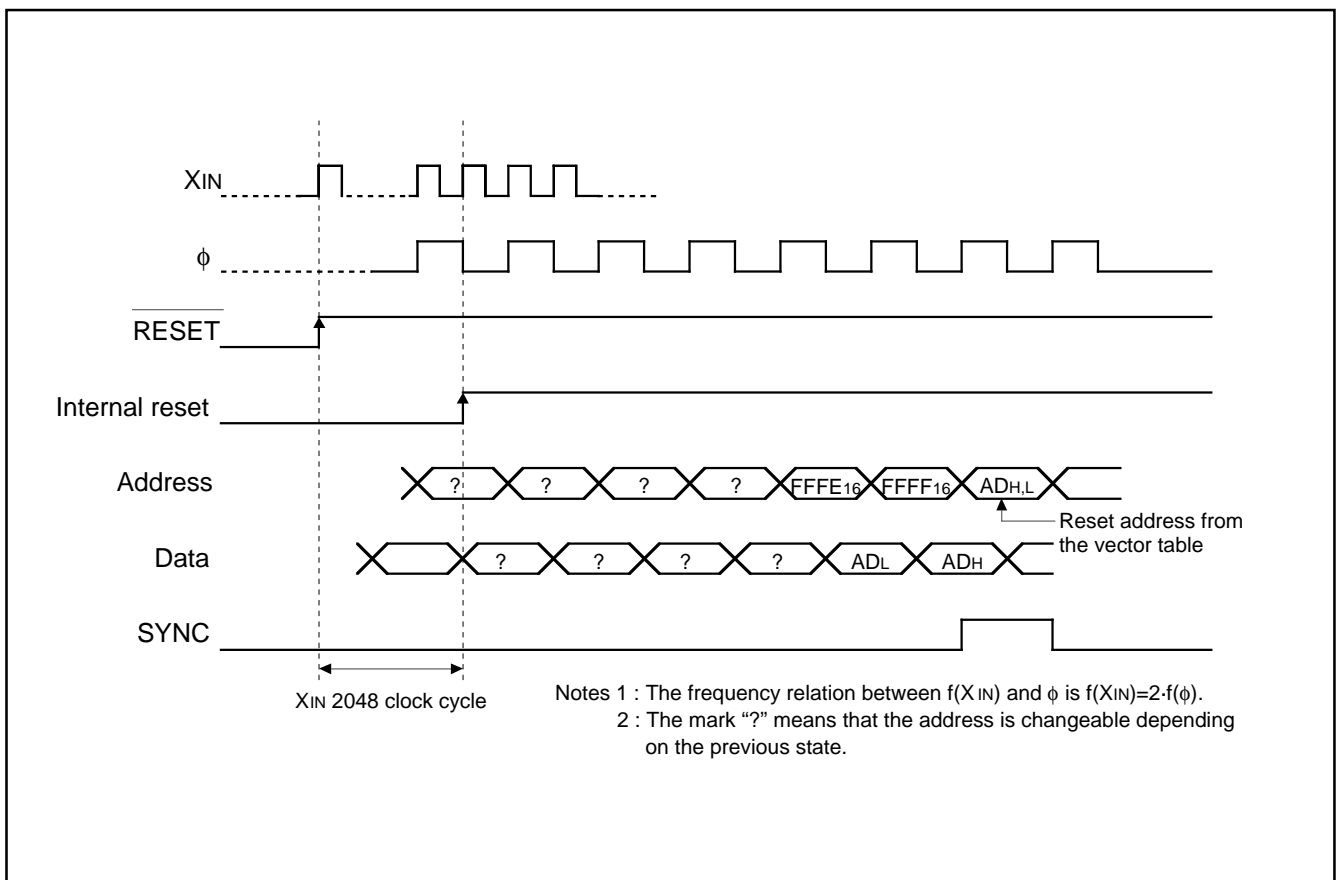 XIN
ϕ
RESET
Internal reset
Address ? ? ? ? FFFE16 FFFF16 ADH,L
Reset address from
the vector table
Data ? ? ? ? ADL ADH
SYNC
XIN 2048 clock cycle
Notes 1 : The frequency relation between f(XIN) and ϕ is f(XIN)=2·f(ϕ).
2 : The mark “?” means that the address is changeable depending
on the previous state.